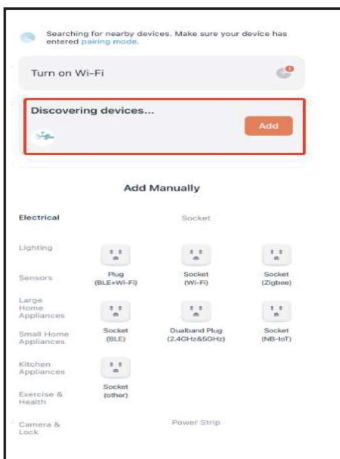 Searching for nearby devices. Make sure your device has
entered pairing mode.
Turn on Wi-Fi
Discovering devices...
Add
Add Manually
Electrical
Socket
Lighting
Sensors
Large
Home
Appliances
Small Home
Appliances
Kitchen
Appliances
Exercise &
Health
Camera &
Lock
Plug
(BLE+Wi-Fi)
Socket
(Wi-Fi)
Socket
(Zigbee)
Socket
(BLE)
Dualband Plug
(2.4GHz&5GHz)
Socket
(NB-IoT)
Socket
(other)
Power Strip